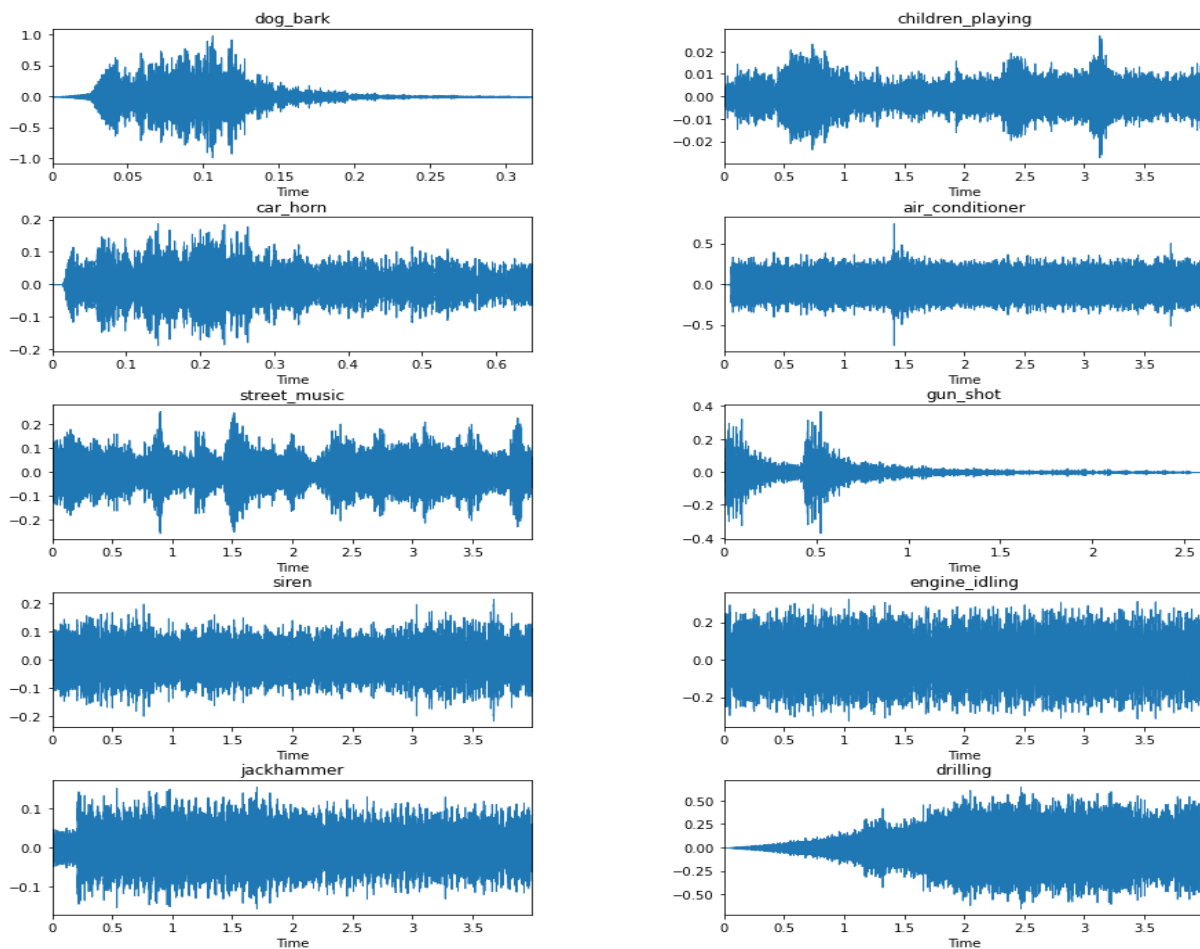 dog_bark
1.0
0.5
0.0
−0.5
−1.0
0 0.05 0.1 0.15 0.2 0.25 0.3
Time
children_playing
0.02
0.01
0.00
−0.01
−0.02
0 0.5 1 1.5 2 2.5 3 3.5
Time
car_horn
0.2
0.1
0.0
−0.1
−0.2
0 0.1 0.2 0.3 0.4 0.5 0.6
Time
air_conditioner
0.5
0.0
−0.5
0 0.5 1 1.5 2 2.5 3 3.5
Time
street_music
0.2
0.1
0.0
−0.1
−0.2
0 0.5 1 1.5 2 2.5 3 3.5
Time
gun_shot
0.4
0.2
0.0
−0.2
−0.4
0 0.5 1 1.5 2 2.5
Time
siren
0.2
0.1
0.0
−0.1
−0.2
0 0.5 1 1.5 2 2.5 3 3.5
Time
engine_idling
0.2
0.0
−0.2
0 0.5 1 1.5 2 2.5 3 3.5
Time
jackhammer
0.1
0.0
−0.1
0 0.5 1 1.5 2 2.5 3 3.5
Time
drilling
0.50
0.25
0.00
−0.25
−0.50
0 0.5 1 1.5 2 2.5 3 3.5
Time